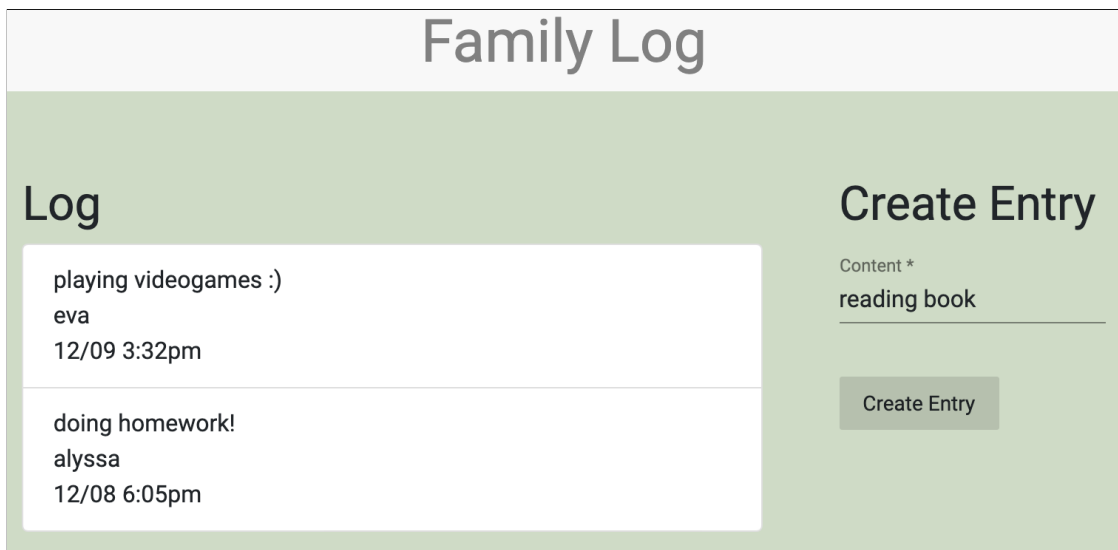 Family Log
Log
playing videogames :)
eva
12/09 3:32pm
doing homework!
alyssa
12/08 6:05pm
Create Entry
Content *
reading book
Create Entry